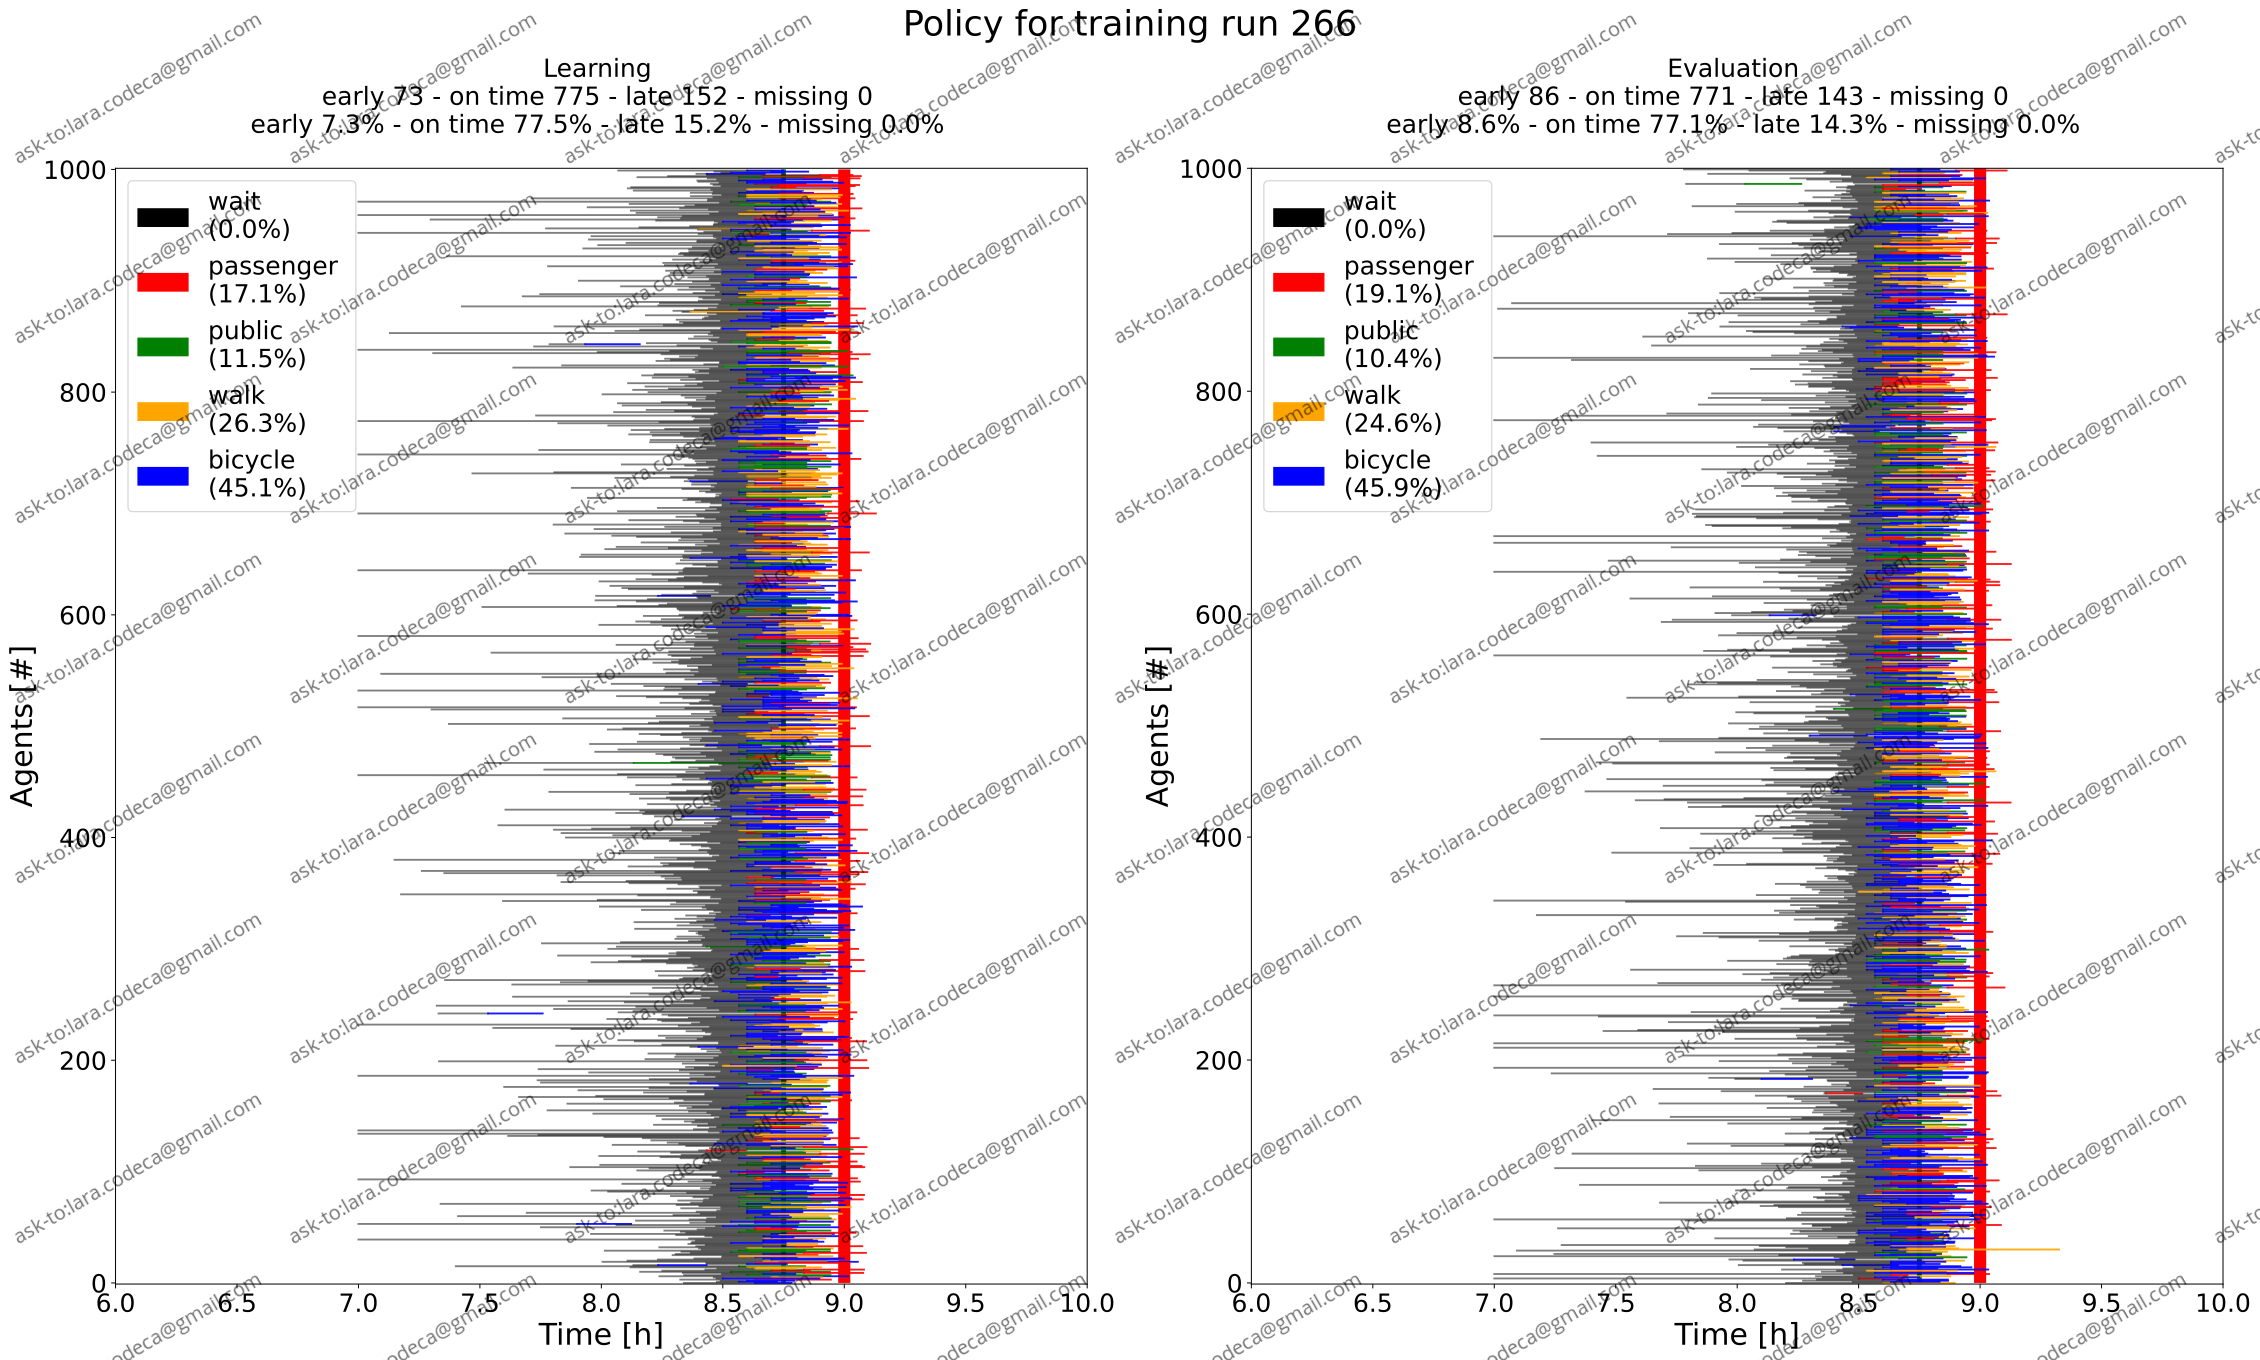 Policy for training run 266
Learning
early 73 - on time 775 - late 152 - missing 0
early 7.3% - on time 77.5% - late 15.2% - missing 0.0%
1000
800
600
400
200
0
Agents [#]
wait
(0.0%)
passenger
(17.1%)
public
(11.5%)
walk
(26.3%)
bicycle
(45.1%)
6.0 6.5 7.0 7.5 8.0 8.5 9.0 9.5 10.0
Time [h]
Evaluation
early 86 - on time 771 - late 143 - missing 0
early 8.6% - on time 77.1% - late 14.3% - missing 0.0%
1000
800
600
400
200
0
Agents [#]
wait
(0.0%)
passenger
(19.1%)
public
(10.4%)
walk
(24.6%)
bicycle
(45.9%)
6.0 6.5 7.0 7.5 8.0 8.5 9.0 9.5 10.0
Time [h]
ask-to:lara.codeca@gmail.com